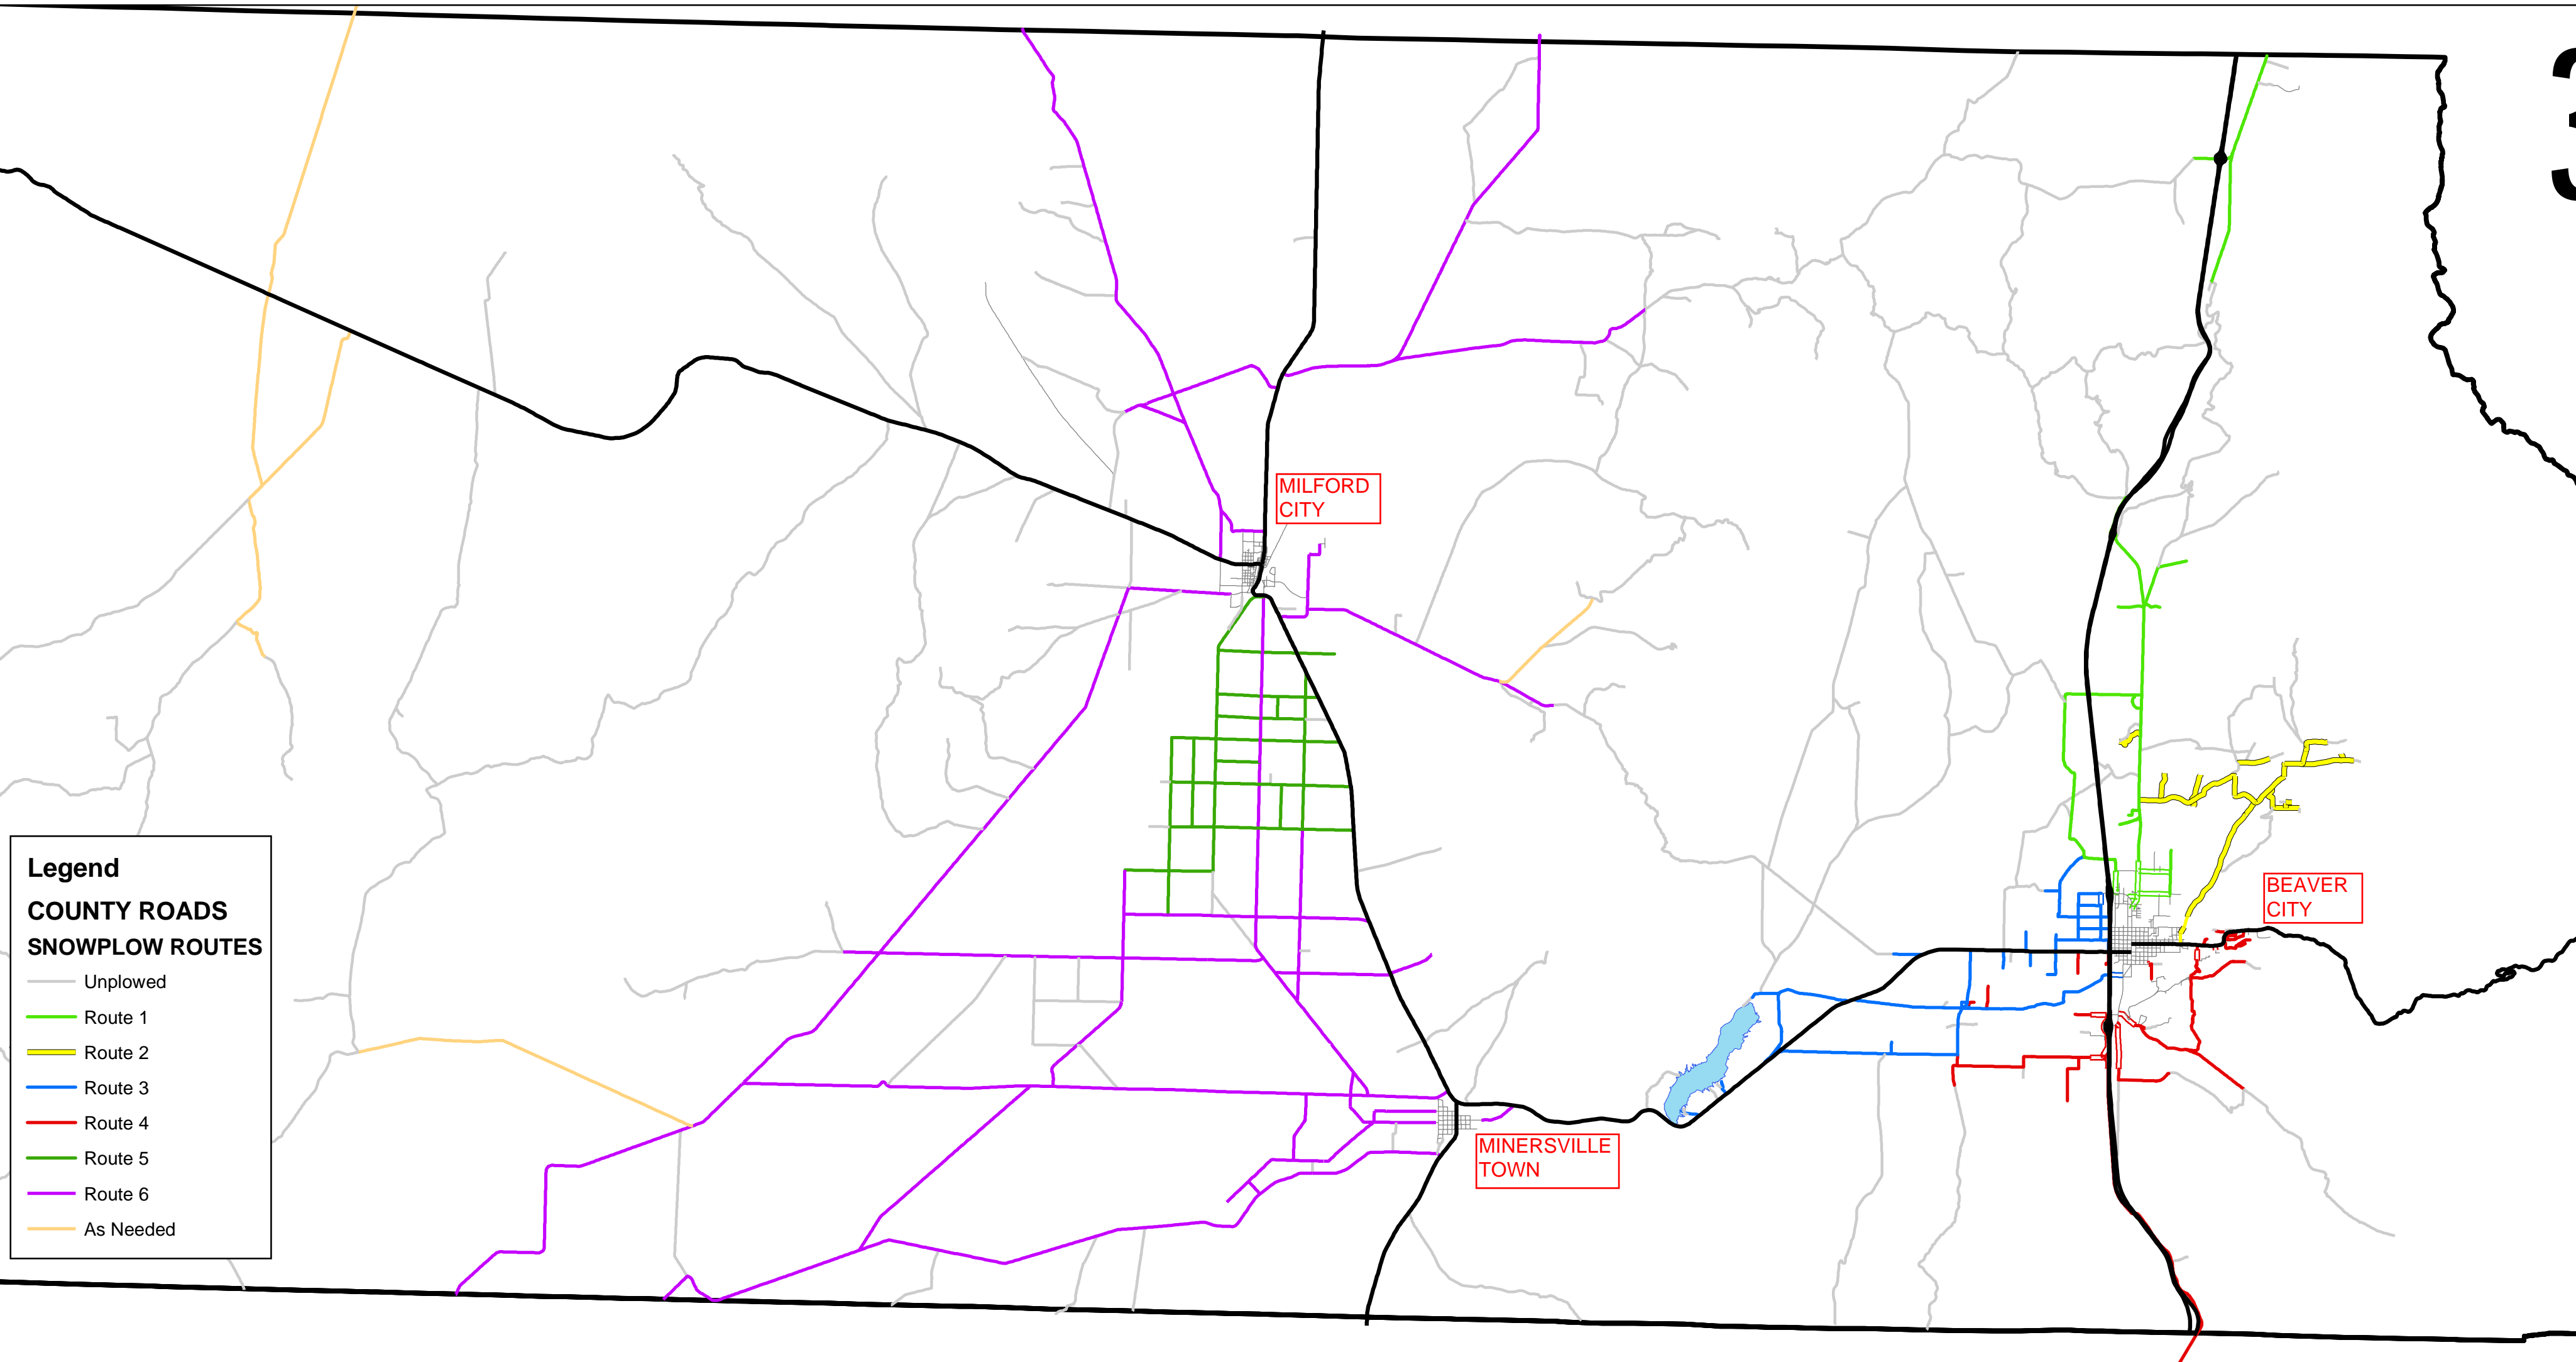 3
MILFORD
CITY
BEAVER
CITY
MINERSVILLE
TOWN
Legend
COUNTY ROADS
SNOWPLOW ROUTES
Unplowed
Route 1
Route 2
Route 3
Route 4
Route 5
Route 6
As Needed